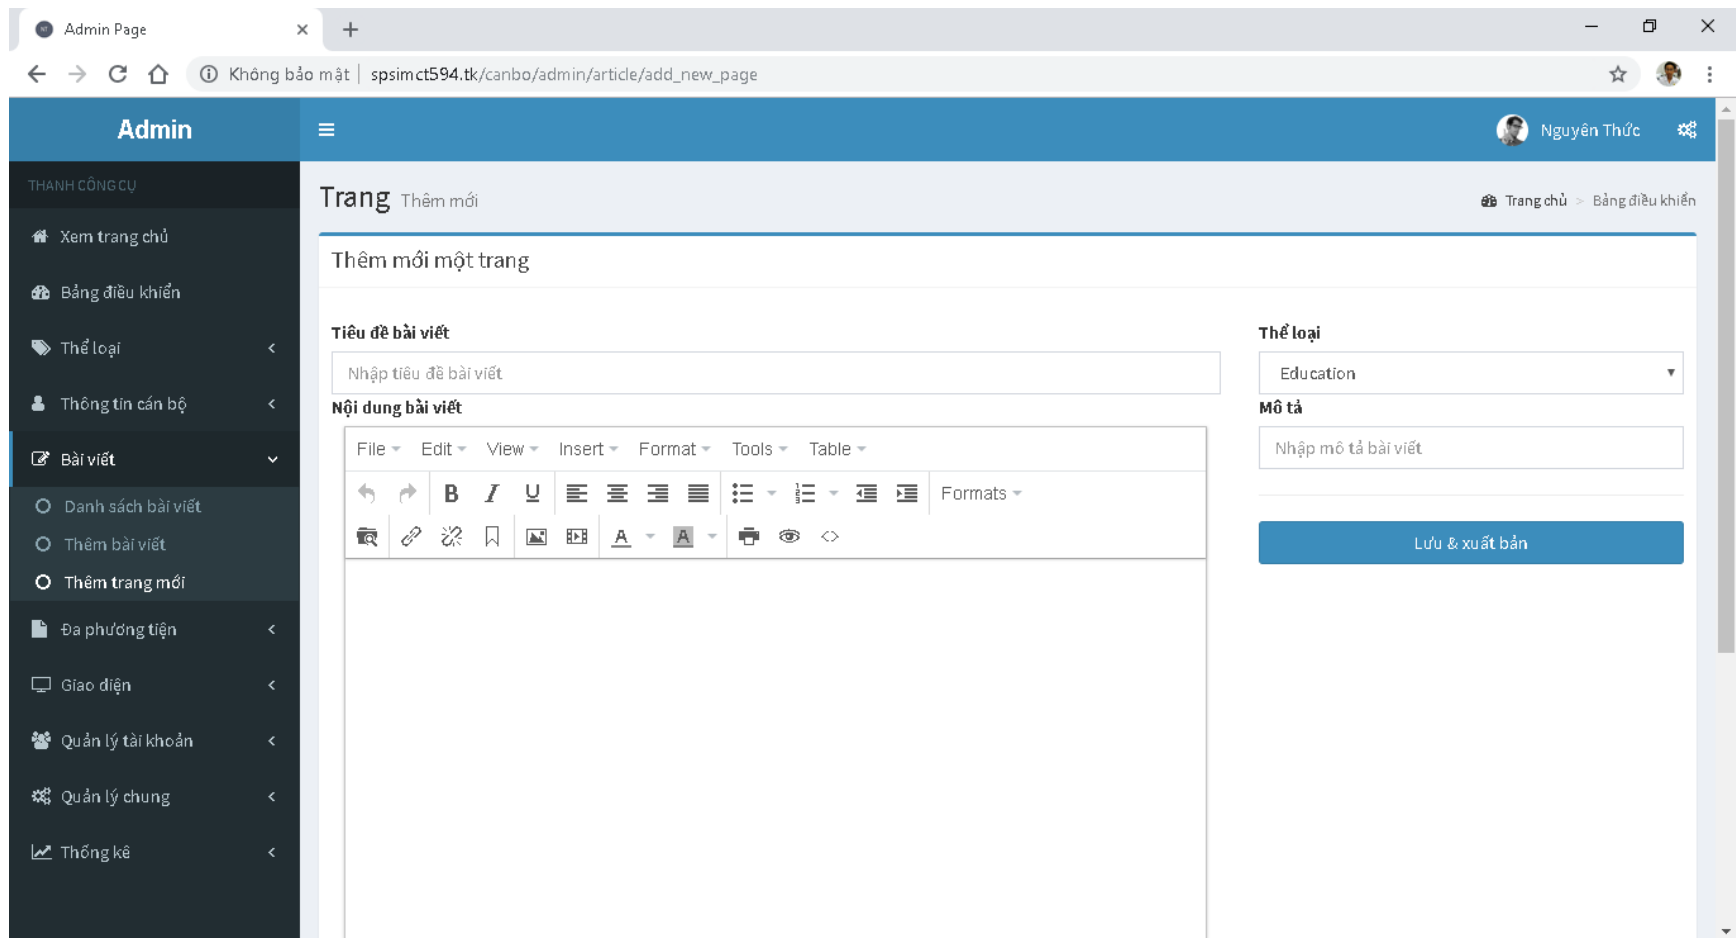 Admin Page
Không bảo mật | spsimct594.tk/canbo/admin/article/add_new_page
Admin
Nguyên Thức
THANH CÔNG CỤ
Xem trang chủ
Bảng điều khiển
Thể loại
Thông tin cán bộ
Bài viết
Danh sách bài viết
Thêm bài viết
Thêm trang mới
Đa phương tiện
Giao diện
Quản lý tài khoản
Quản lý chung
Thống kê
Trang Thêm mới
Trang chủ > Bảng điều khiển
Thêm mới một trang
Tiêu đề bài viết
Nhập tiêu đề bài viết
Nội dung bài viết
File Edit View Insert Format Tools Table
B I U Formats
A A
Thể loại
Education
Mô tả
Nhập mô tả bài viết
Lưu & xuất bản